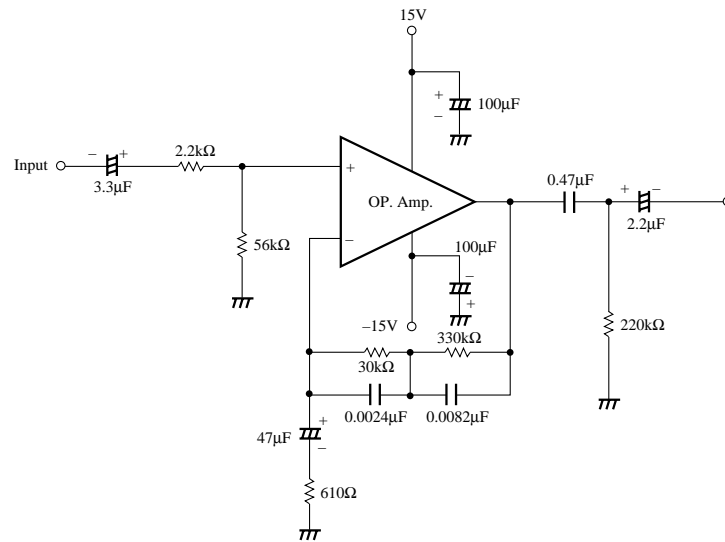 15V
+
−
100µF
Input
−
+
3.3µF
2.2kΩ
56kΩ
+
−
OP. Amp.
0.47µF
+
−
2.2µF
220kΩ
100µF
−
+
−15V
330kΩ
30kΩ
0.0024µF
0.0082µF
47µF
+
−
610Ω